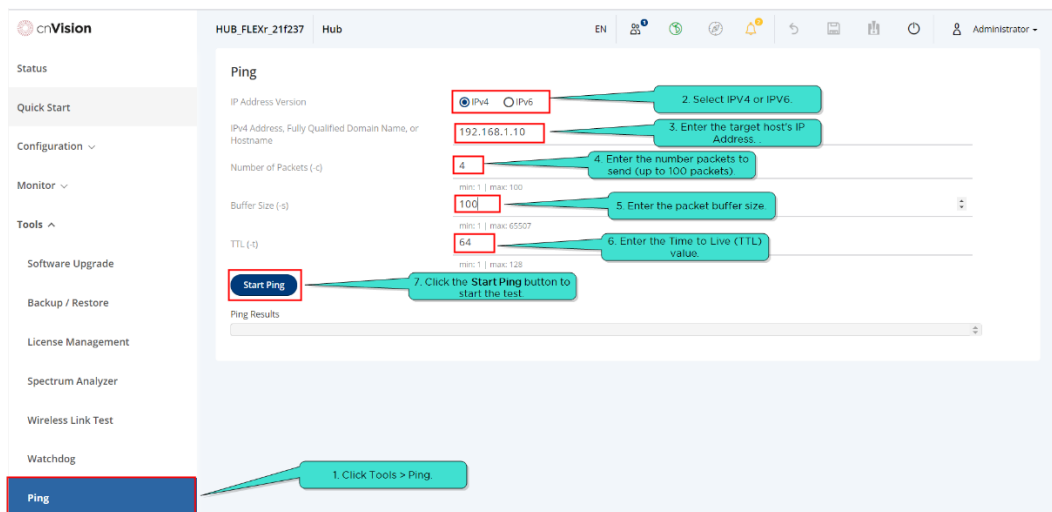 cnVision
HUB_FLEXr_21f237 Hub EN 1 2 Administrator
Status
Quick Start
Configuration
Monitor
Tools
Software Upgrade
Backup / Restore
License Management
Spectrum Analyzer
Wireless Link Test
Watchdog
Ping
Ping
IP Address Version
IPv4 IPv6
2. Select IPV4 or IPV6.
IPv4 Address, Fully Qualified Domain Name, or
Hostname
192.168.1.10
3. Enter the target host's IP
Address. .
Number of Packets (-c)
4
4. Enter the number packets to
send (up to 100 packets)
min: 1 | max: 100
Buffer Size (-s)
100
5. Enter the packet buffer size.
min: 1 | max: 65507
TTL (-t)
64
6. Enter the Time to Live (TTL)
value.
min: 1 | max: 128
Start Ping
7. Click the Start Ping button to
start the test.
Ping Results
1. Click Tools > Ping.